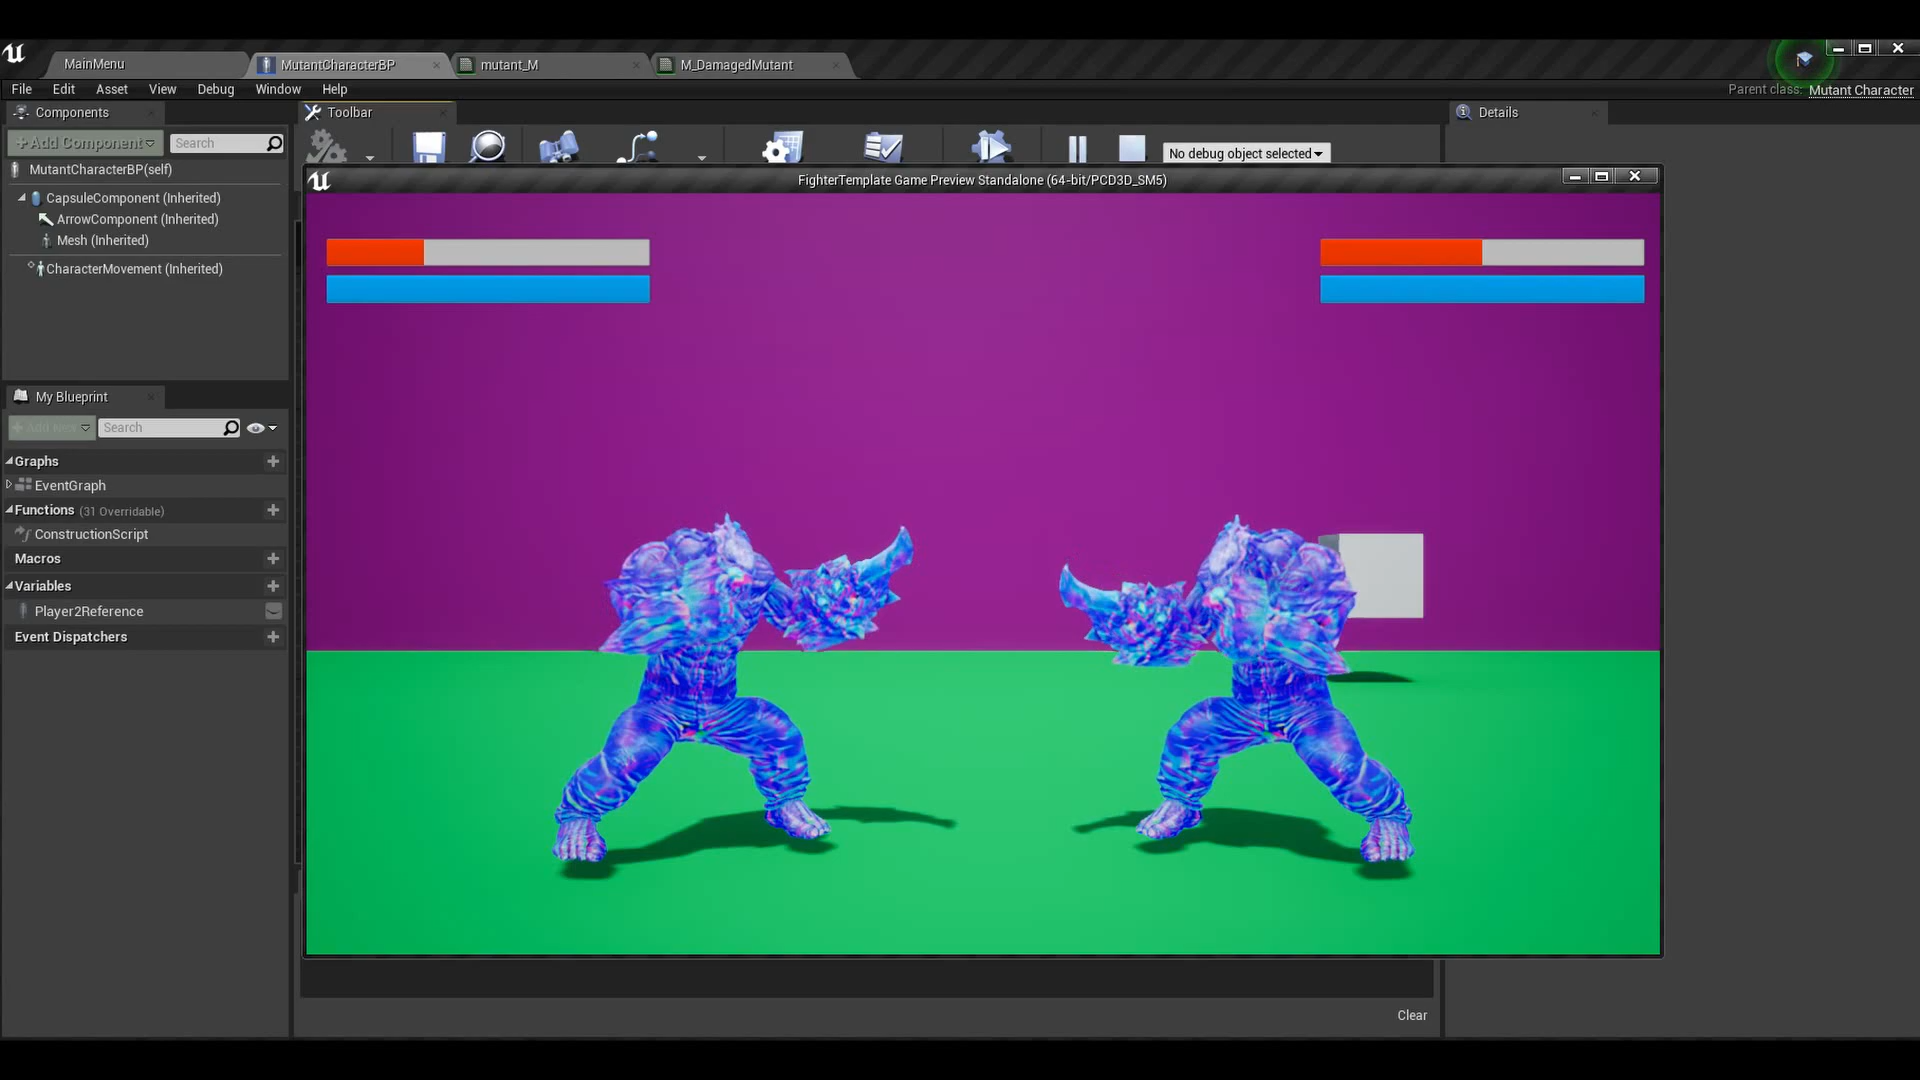 MainMenu
MutantCharacterBP
mutant_M
M_DamagedMutant
File Edit Asset View Debug Window Help
Parent class: Mutant Character
Components
Toolbar
Details
+Add Component
Search
No debug object selected
MutantCharacterBP(self)
FighterTemplate Game Preview Standalone (64-bit/PCD3D_SM5)
CapsuleComponent (Inherited)
ArrowComponent (Inherited)
Mesh (Inherited)
CharacterMovement (Inherited)
My Blueprint
+ Add New
Search
Graphs
EventGraph
Functions (31 Overridable)
ConstructionScript
Macros
Variables
Player2Reference
Event Dispatchers
Clear